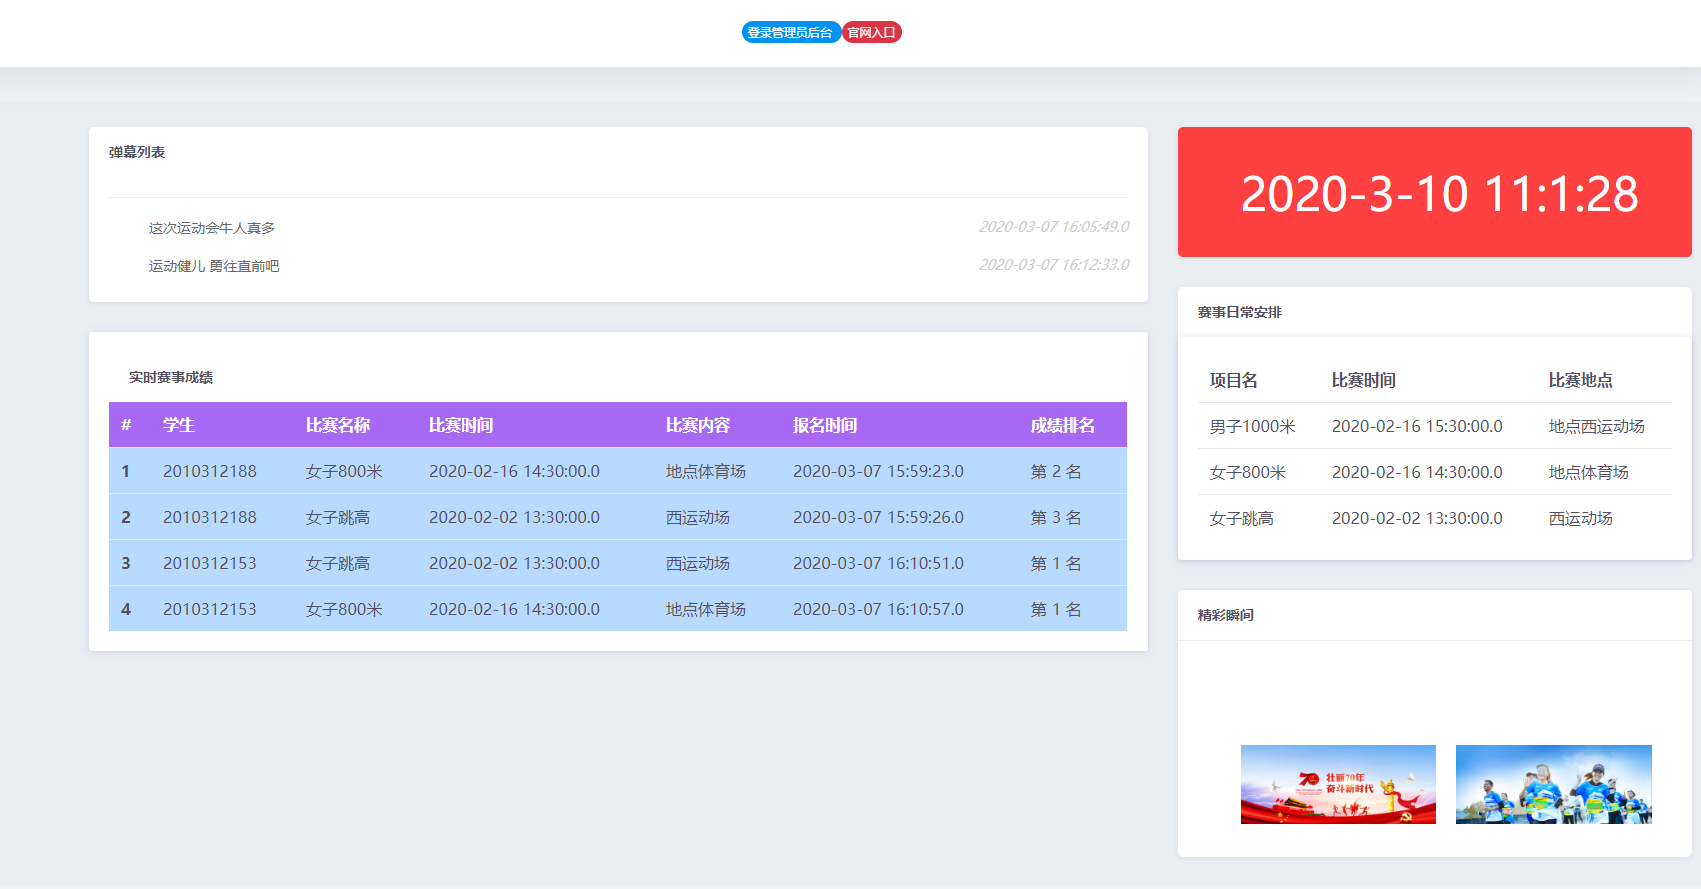 登录管理员后台 官网入口
弹幕列表
这次运动会牛人真多 2020-03-07 16:05:49.0
运动健儿 勇往直前吧 2020-03-07 16:12:33.0
实时赛事成绩
# 学生 比赛名称 比赛时间 比赛内容 报名时间 成绩排名
1 2010312188 女子800米 2020-02-16 14:30:00.0 地点体育场 2020-03-07 15:59:23.0 第 2 名
2 2010312188 女子跳高 2020-02-02 13:30:00.0 西运动场 2020-03-07 15:59:26.0 第 3 名
3 2010312153 女子跳高 2020-02-02 13:30:00.0 西运动场 2020-03-07 16:10:51.0 第 1 名
4 2010312153 女子800米 2020-02-16 14:30:00.0 地点体育场 2020-03-07 16:10:57.0 第 1 名
2020-3-10 11:1:28
赛事日常安排
项目名 比赛时间 比赛地点
男子1000米 2020-02-16 15:30:00.0 地点西运动场
女子800米 2020-02-16 14:30:00.0 地点体育场
女子跳高 2020-02-02 13:30:00.0 西运动场
精彩瞬间
70 壮丽70年
奋斗新时代